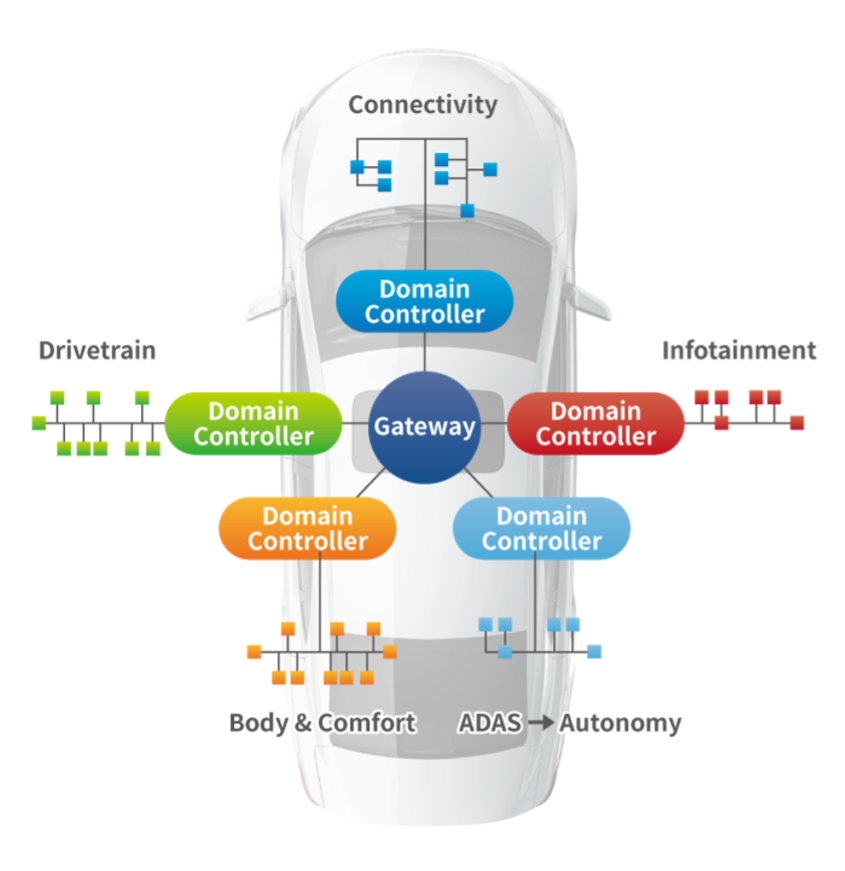 Connectivity
Domain
Controller
Drivetrain
Infotainment
Domain
Controller
Gateway
Domain
Controller
Domain
Controller
Domain
Controller
Body & Comfort
ADAS → Autonomy